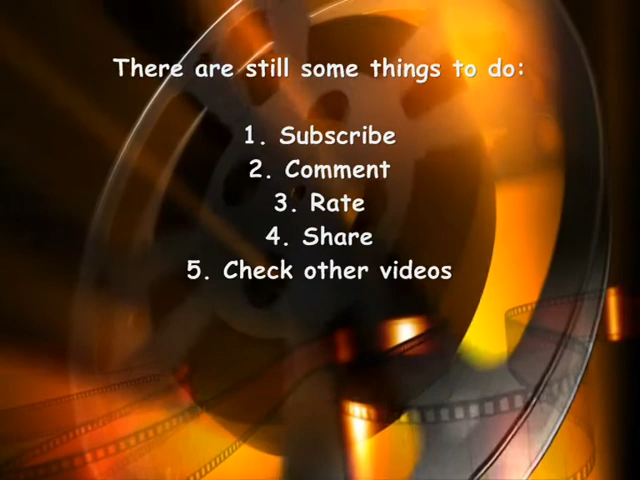 There are still some things to do:
1. Subscribe
2. Comment
3. Rate
4. Share
5. Check other videos